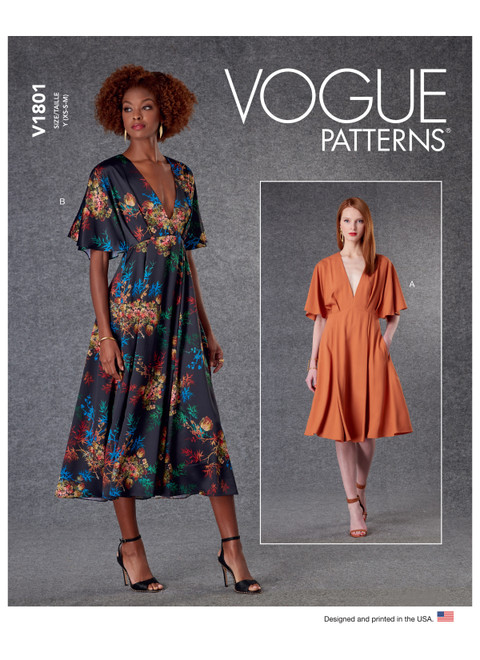 V1801
SIZE/TAILLE
Y (XS-S-M)
VOGUE
PATTERNS®
B
A
Designed and printed in the USA.